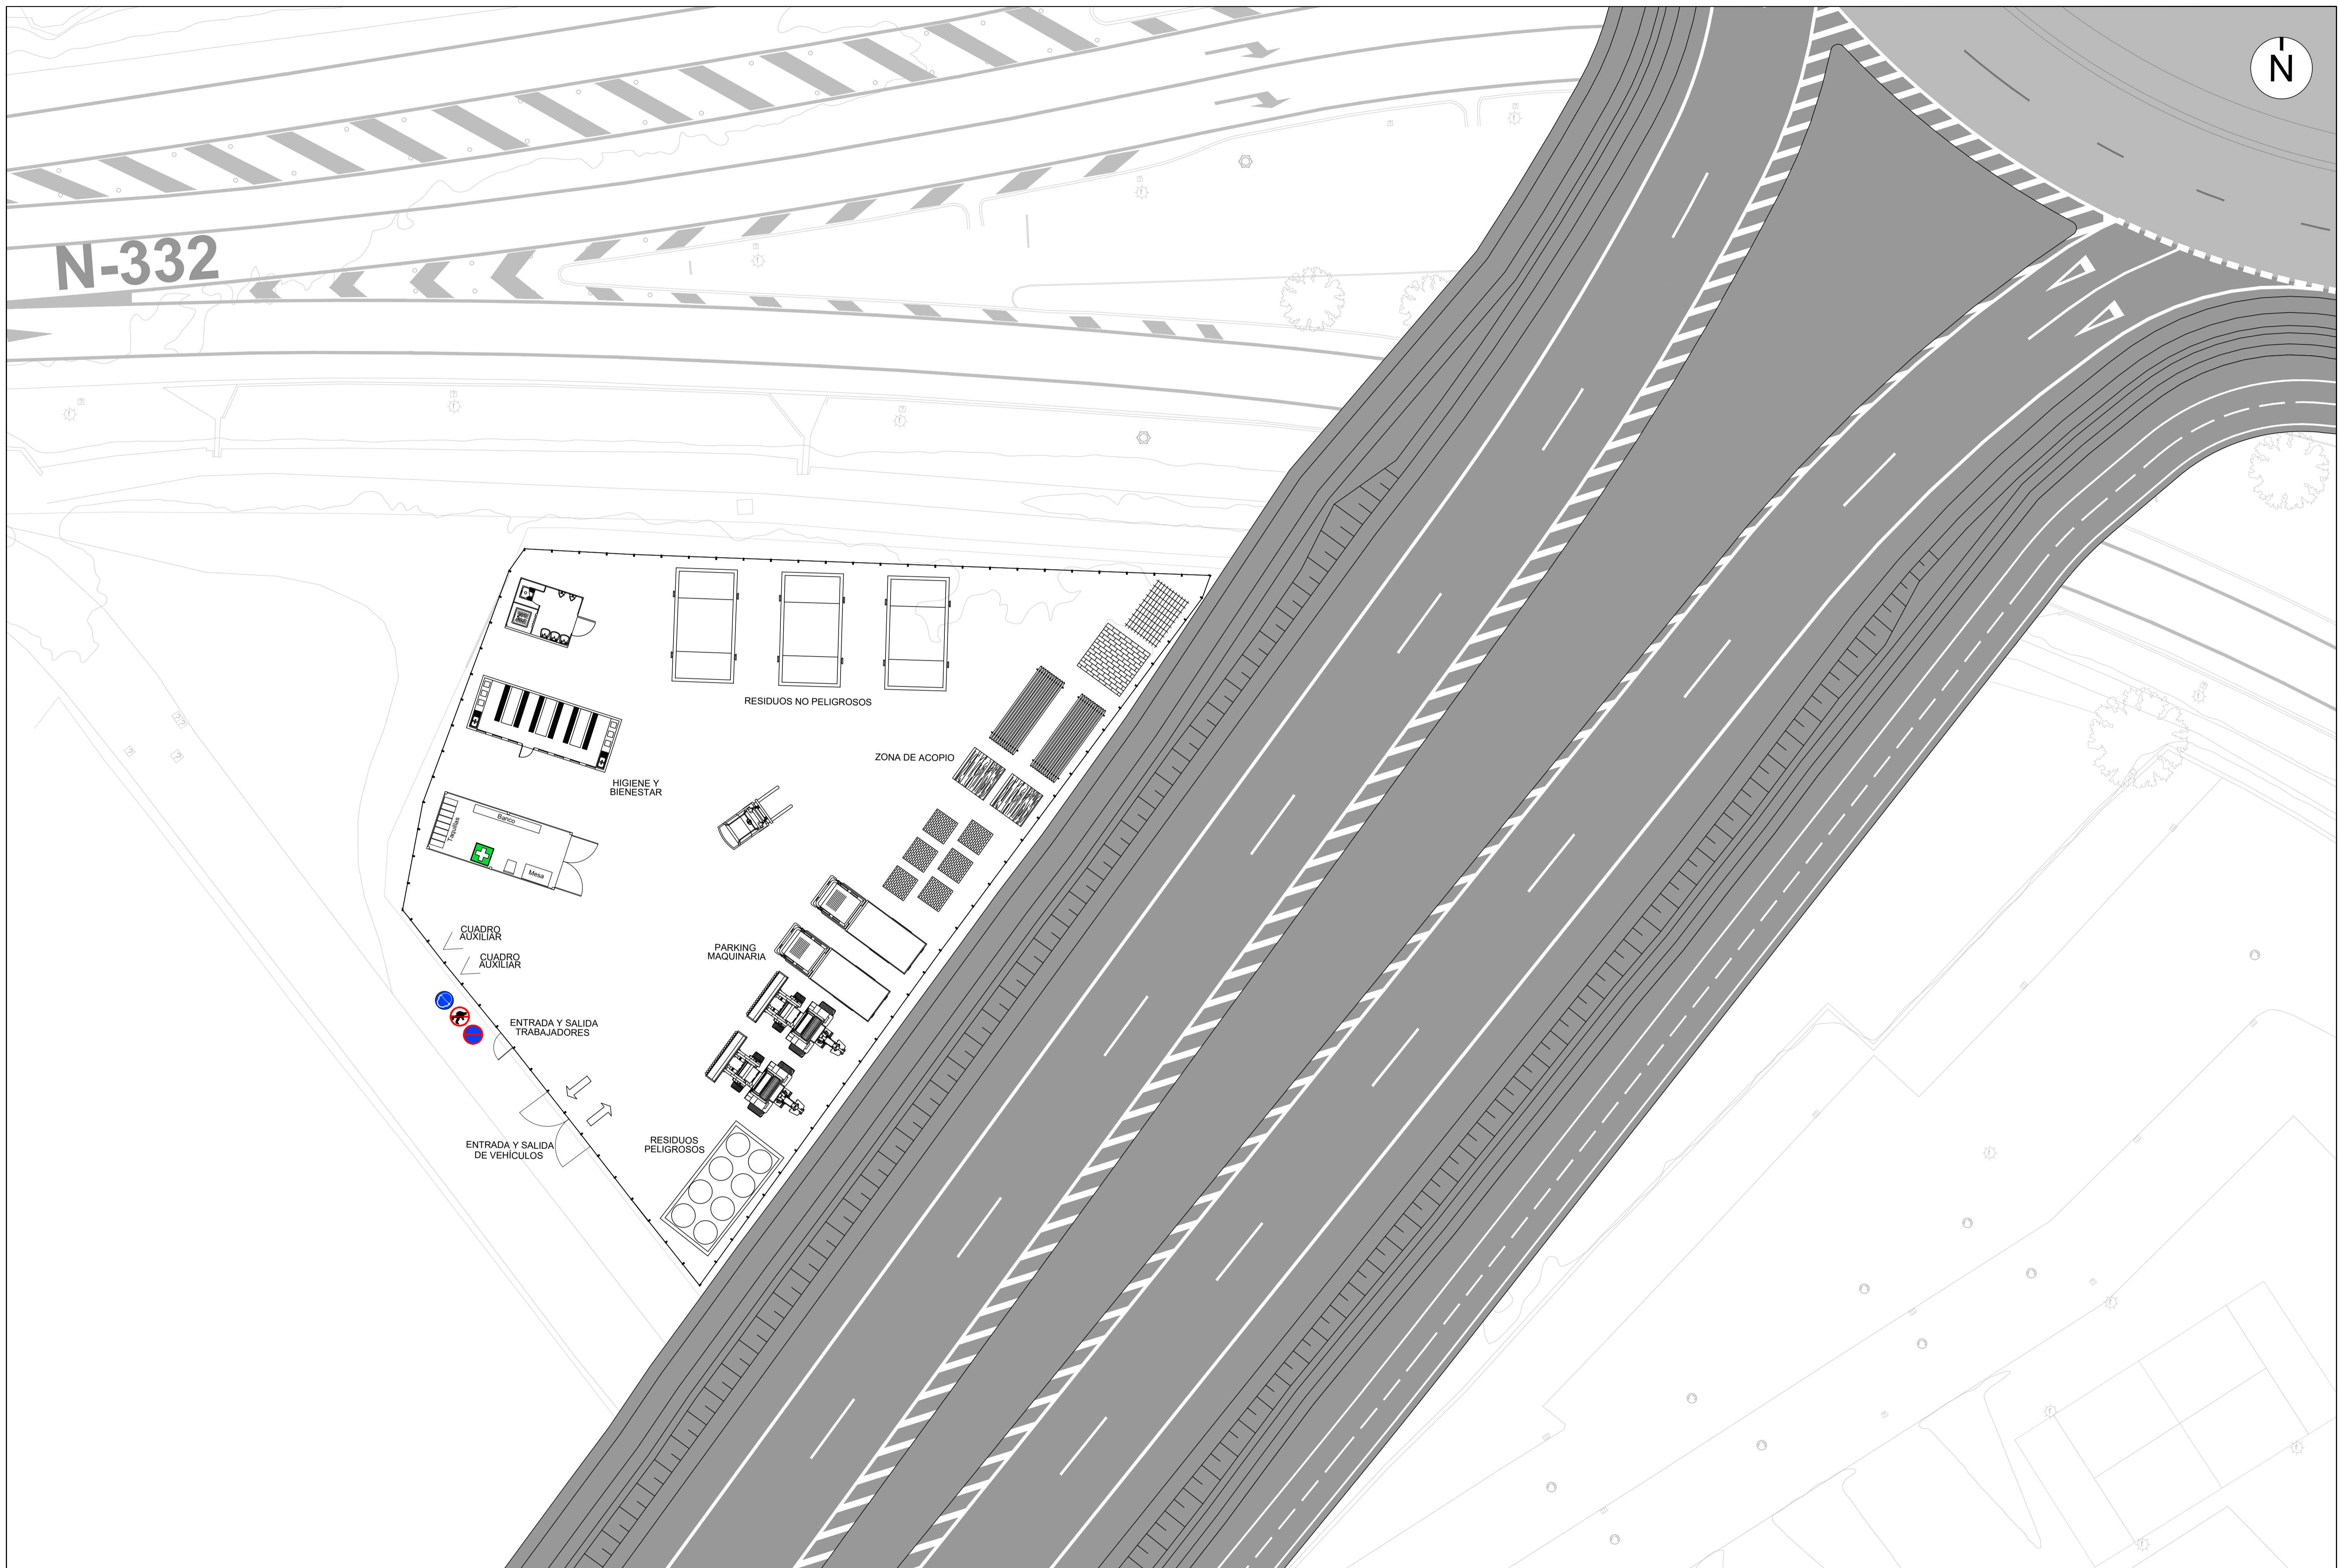 N
N-332
RESIDUOS NO PELIGROSOS
ZONA DE ACOPIO
HIGIENE Y
BIENESTAR
Banco
Taquillas
Mesa
CUADRO
AUXILIAR
CUADRO
AUXILIAR
PARKING
MAQUINARIA
ENTRADA Y SALIDA
TRABAJADORES
ENTRADA Y SALIDA
DE VEHÍCULOS
RESIDUOS
PELIGROSOS